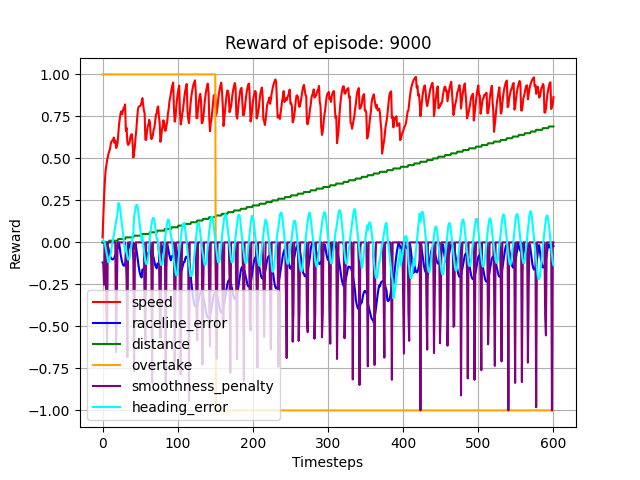 Reward of episode: 9000
Reward
1.00
0.75
0.50
0.25
0.00
−0.25
−0.50
−0.75
−1.00
speed
raceline_error
distance
overtake
smoothness_penalty
heading_error
0 100 200 300 400 500 600
Timesteps